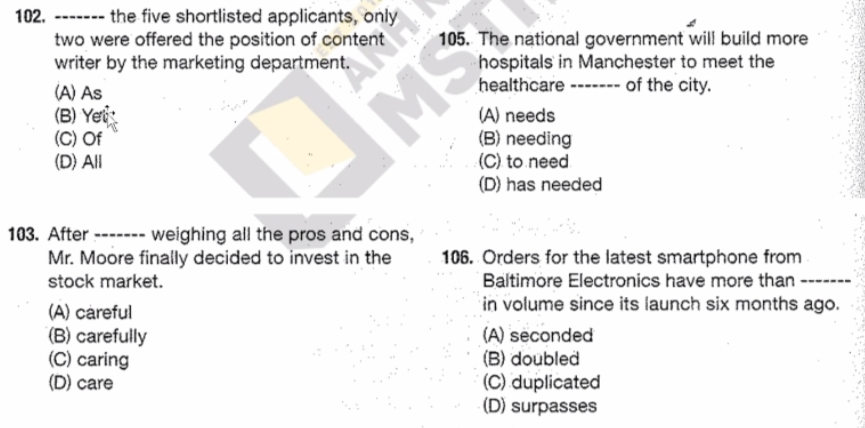 102. ------- the five shortlisted applicants, only
two were offered the position of content
writer by the marketing department.
(A) As
(B) Yet
(C) Of
(D) All
103. After ------- weighing all the pros and cons,
Mr. Moore finally decided to invest in the
stock market.
(A) careful
(B) carefully
(C) caring
(D) care
105. The national government will build more
hospitals in Manchester to meet the
healthcare ------- of the city.
(A) needs
(B) needing
(C) to need
(D) has needed
106. Orders for the latest smartphone from
Baltimore Electronics have more than -------
in volume since its launch six months ago.
(A) seconded
(B) doubled
(C) duplicated
(D) surpasses